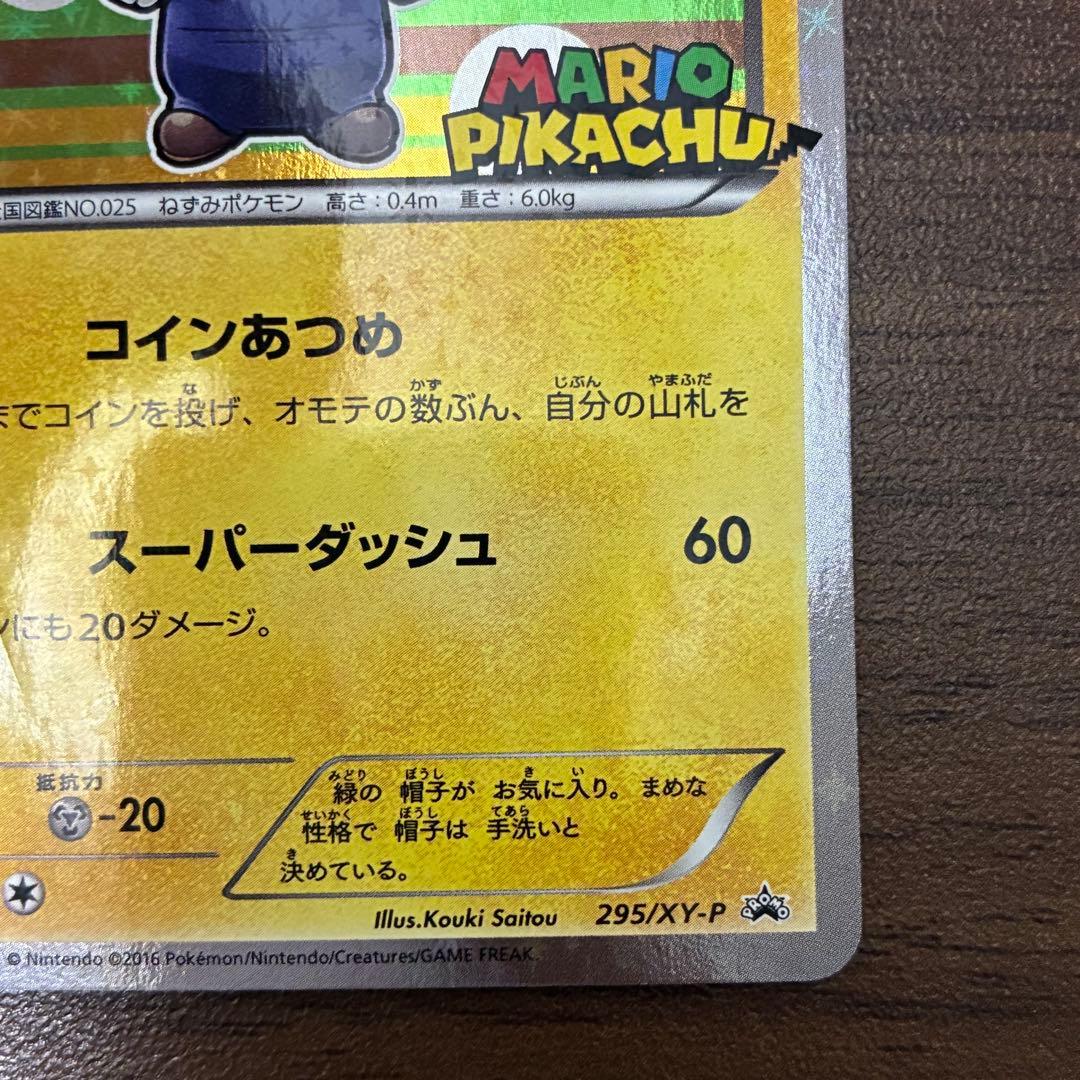 MARIO
PIKACHU
国図鑑NO.025 ねずみポケモン 高さ：0.4m 重さ：6.0kg
コインあつめ
までコインを投げ、オモテの数ぶん、自分の山札を
スーパーダッシュ 60
にも20ダメージ。
抵抗力
-20
緑の帽子がお気に入り。まめな
性格で帽子は手洗いと
決めている。
Illus.Kouki Saitou 295/XY-P PROMO
© Nintendo ©2016 Pokémon/Nintendo/Creatures/GAME FREAK.